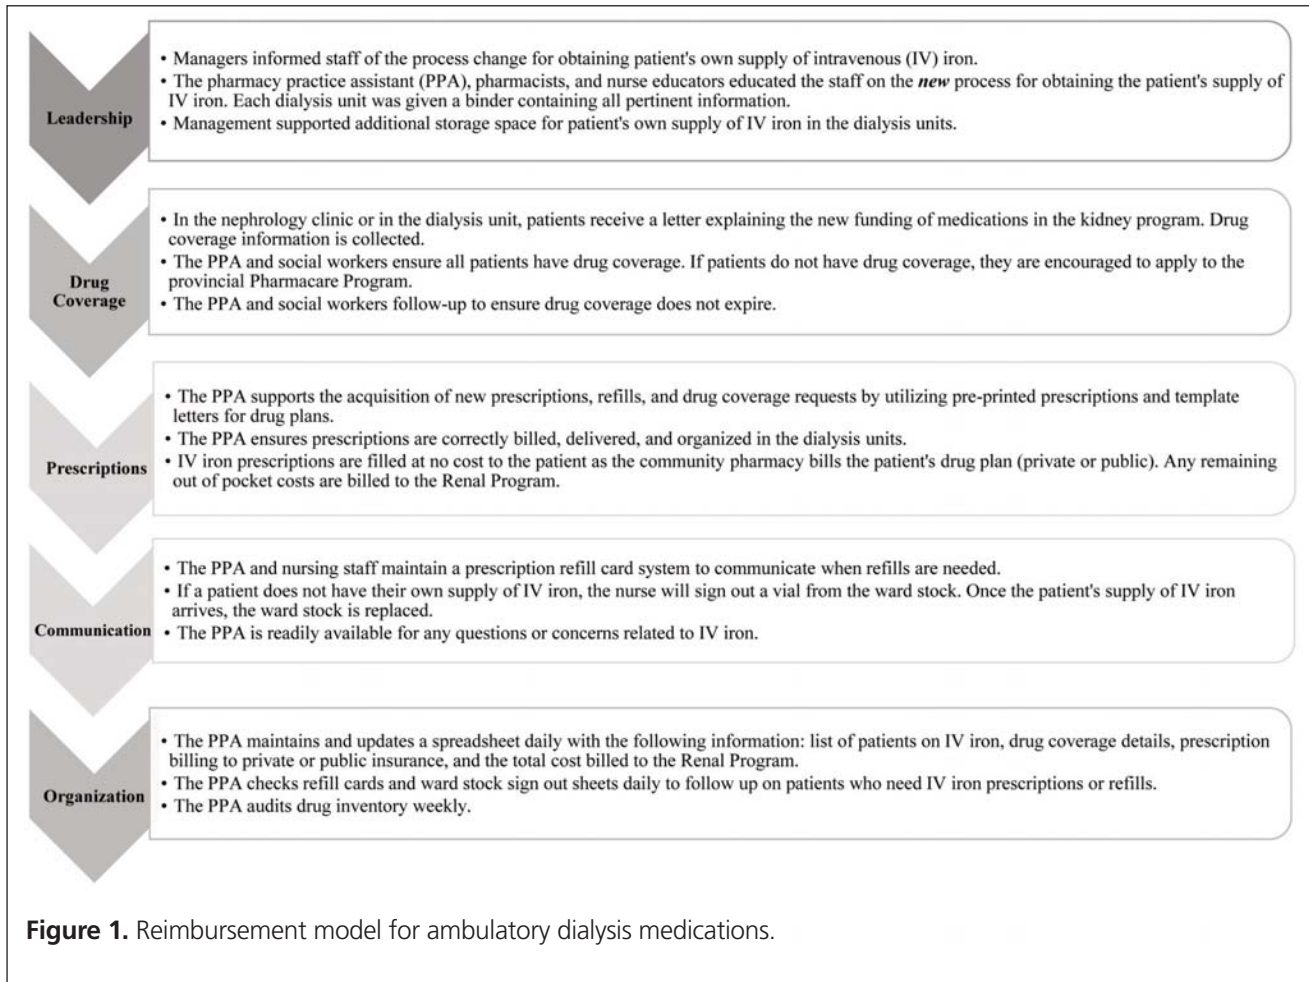 Leadership
• Managers informed staff of the process change for obtaining patient's own supply of intravenous (IV) iron.
• The pharmacy practice assistant (PPA), pharmacists, and nurse educators educated the staff on the new process for obtaining the patient's supply of
IV iron. Each dialysis unit was given a binder containing all pertinent information.
• Management supported additional storage space for patient's own supply of IV iron in the dialysis units.
Drug
Coverage
• In the nephrology clinic or in the dialysis unit, patients receive a letter explaining the new funding of medications in the kidney program. Drug
coverage information is collected.
• The PPA and social workers ensure all patients have drug coverage. If patients do not have drug coverage, they are encouraged to apply to the
provincial Pharmacare Program.
• The PPA and social workers follow-up to ensure drug coverage does not expire.
Prescriptions
• The PPA supports the acquisition of new prescriptions, refills, and drug coverage requests by utilizing pre-printed prescriptions and template
letters for drug plans.
• The PPA ensures prescriptions are correctly billed, delivered, and organized in the dialysis units.
• IV iron prescriptions are filled at no cost to the patient as the community pharmacy bills the patient's drug plan (private or public). Any remaining
out of pocket costs are billed to the Renal Program.
Communication
• The PPA and nursing staff maintain a prescription refill card system to communicate when refills are needed.
• If a patient does not have their own supply of IV iron, the nurse will sign out a vial from the ward stock. Once the patient's supply of IV iron
arrives, the ward stock is replaced.
• The PPA is readily available for any questions or concerns related to IV iron.
Organization
• The PPA maintains and updates a spreadsheet daily with the following information: list of patients on IV iron, drug coverage details, prescription
billing to private or public insurance, and the total cost billed to the Renal Program.
• The PPA checks refill cards and ward stock sign out sheets daily to follow up on patients who need IV iron prescriptions or refills.
• The PPA audits drug inventory weekly.
Figure 1. Reimbursement model for ambulatory dialysis medications.